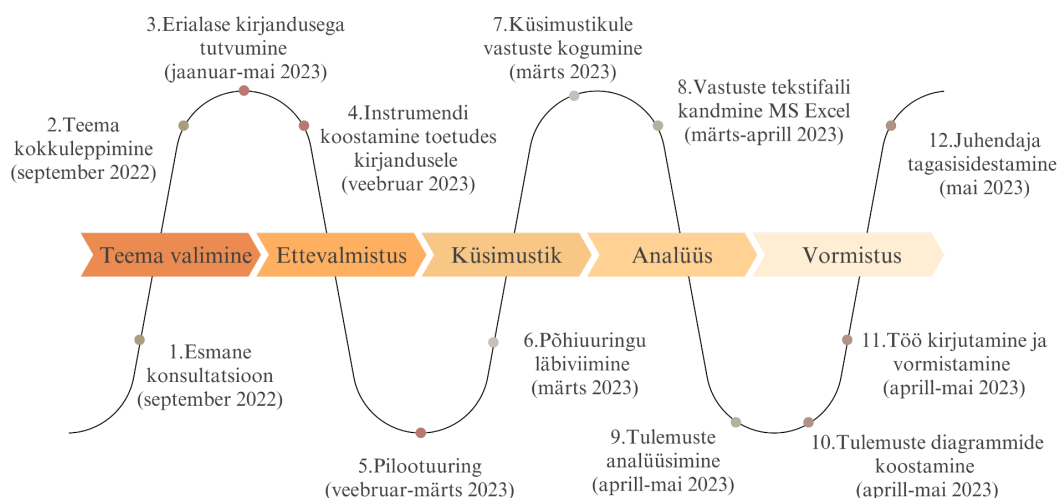 3.Erialase kirjandusega
tutvumine
(jaanuar-mai 2023)
7.Küsimustikule
vastuste kogumine
(märts 2023)
2.Teema
kokkuleppimine
(september 2022)
4.Instrumendi
koostamine toetudes
kirjandusele
(veebruar 2023)
8.Vastuste tekstifaili
kandmine MS Excel
(märts-aprill 2023)
12.Juhendaja
tagasisidestamine
(mai 2023)
Teema valimine
Ettevalmistus
Küsimustik
Analüüs
Vormistus
1.Esmane
konsultatsioon
(september 2022)
6.Põhiuuringu
läbiviimine
(märts 2023)
11.Töö kirjutamine ja
vormistamine
(aprill-mai 2023)
5.Pilootuuring
(veebruar-märts 2023)
9.Tulemuste
analüüsimine
(aprill-mai 2023)
10.Tulemuste diagrammide
koostamine
(aprill-mai 2023)